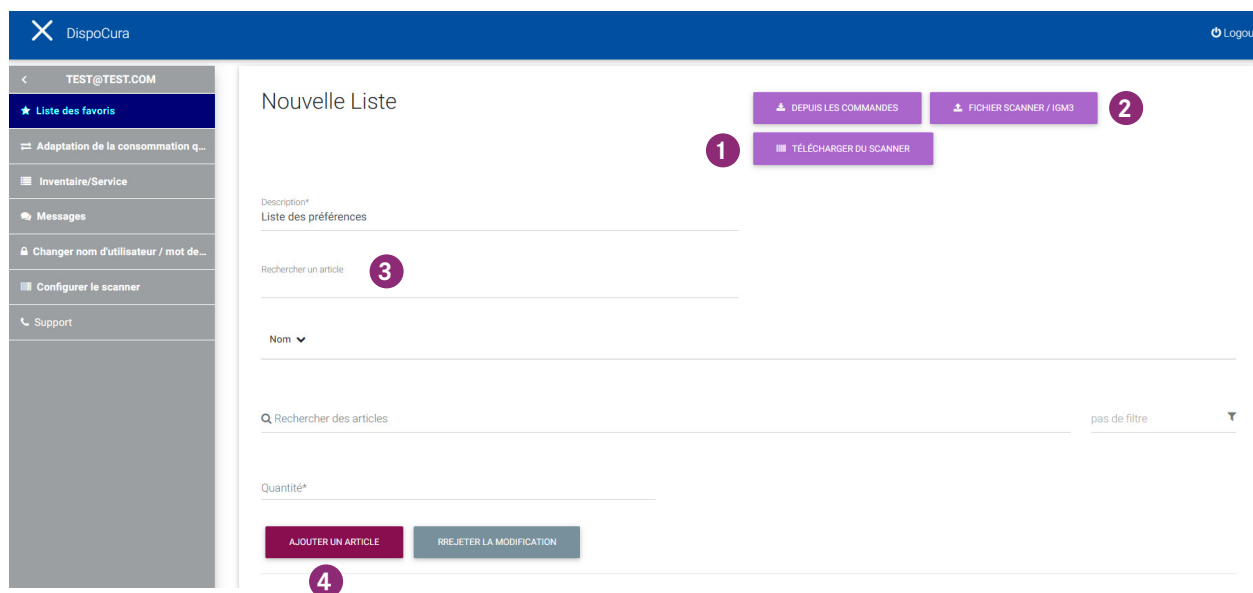 DispoCura
Logou
TEST@TEST.COM
Liste des favoris
Adaptation de la consommation q...
Inventaire/Service
Messages
Changer nom d'utilisateur / mot de...
Configurer le scanner
Support
Nouvelle Liste
DEPUIS LES COMMANDES
FICHIER SCANNER / IGM3
2
1
TÉLÉCHARGER DU SCANNER
Description*
Liste des préférences
Rechercher un article
3
Nom
Rechercher des articles
pas de filtre
Quantité*
AJOUTER UN ARTICLE
RREJETER LA MODIFICATION
4